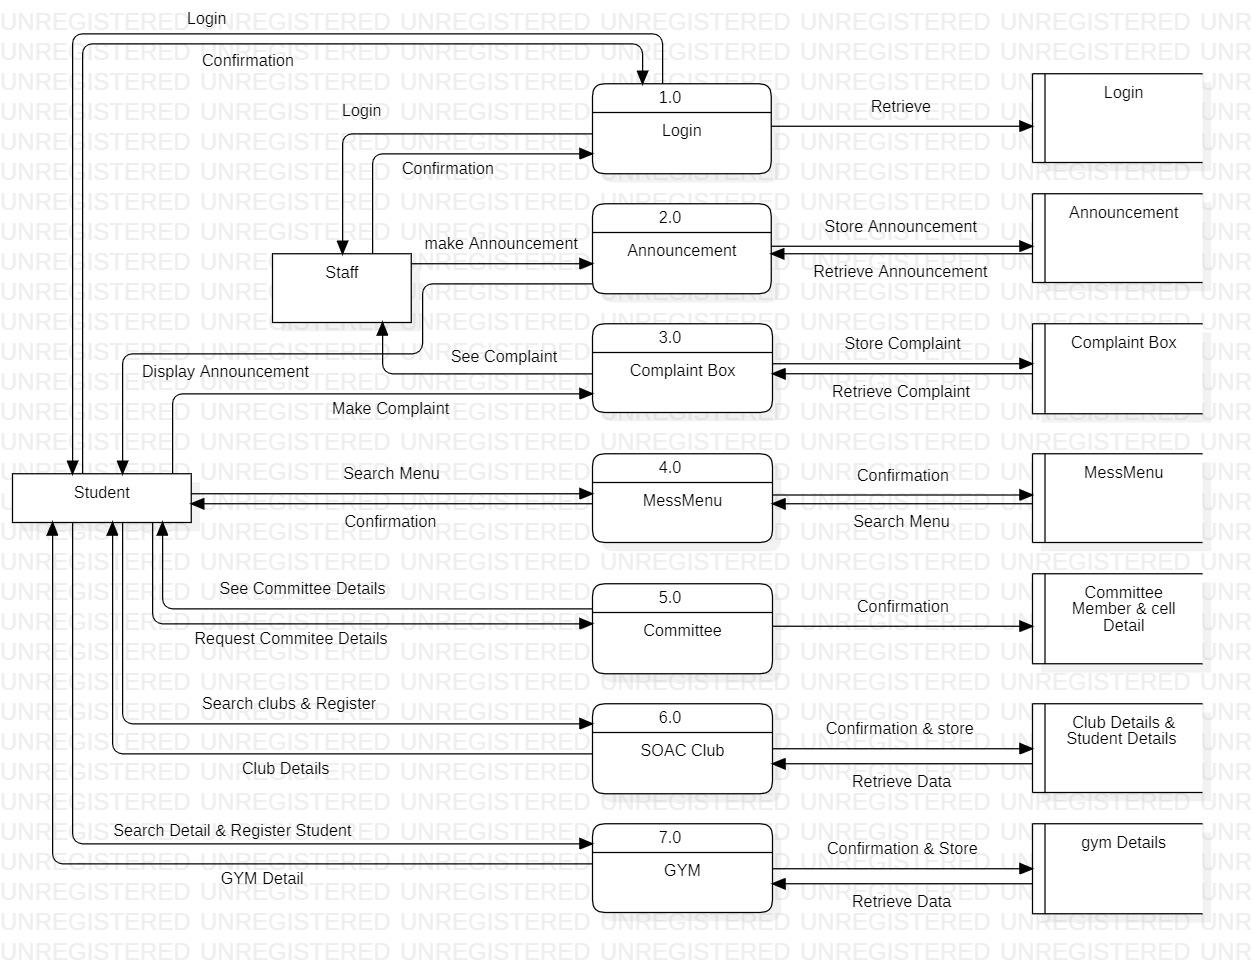 Login
Confirmation
1.0
Login
Retrieve
Login
Login
Confirmation
2.0
Announcement
Store Announcement
Retrieve Announcement
Announcement
make Announcement
Staff
3.0
Complaint Box
Store Complaint
Retrieve Complaint
Complaint Box
See Complaint
Display Announcement
Make Complaint
Student
Search Menu
Confirmation
4.0
MessMenu
Confirmation
Search Menu
MessMenu
See Committee Details
Request Commitee Details
5.0
Committee
Confirmation
Committee
Member & cell
Detail
Search clubs & Register
Club Details
6.0
SOAC Club
Confirmation & store
Retrieve Data
Club Details &
Student Details
Search Detail & Register Student
GYM Detail
7.0
GYM
Confirmation & Store
Retrieve Data
gym Details
UNREGISTERED